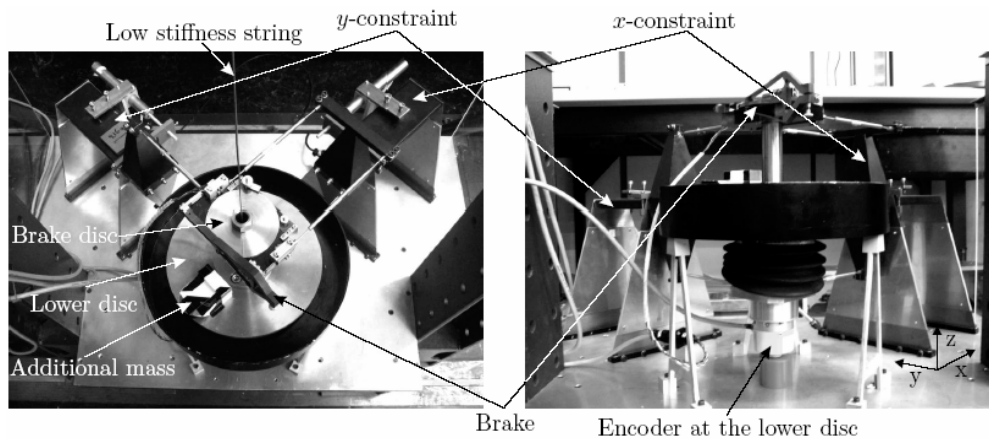 y-constraint
x-constraint
Low stiffness string
Brake disc
Lower disc
Additional mass
Brake
Encoder at the lower disc
z
y
x